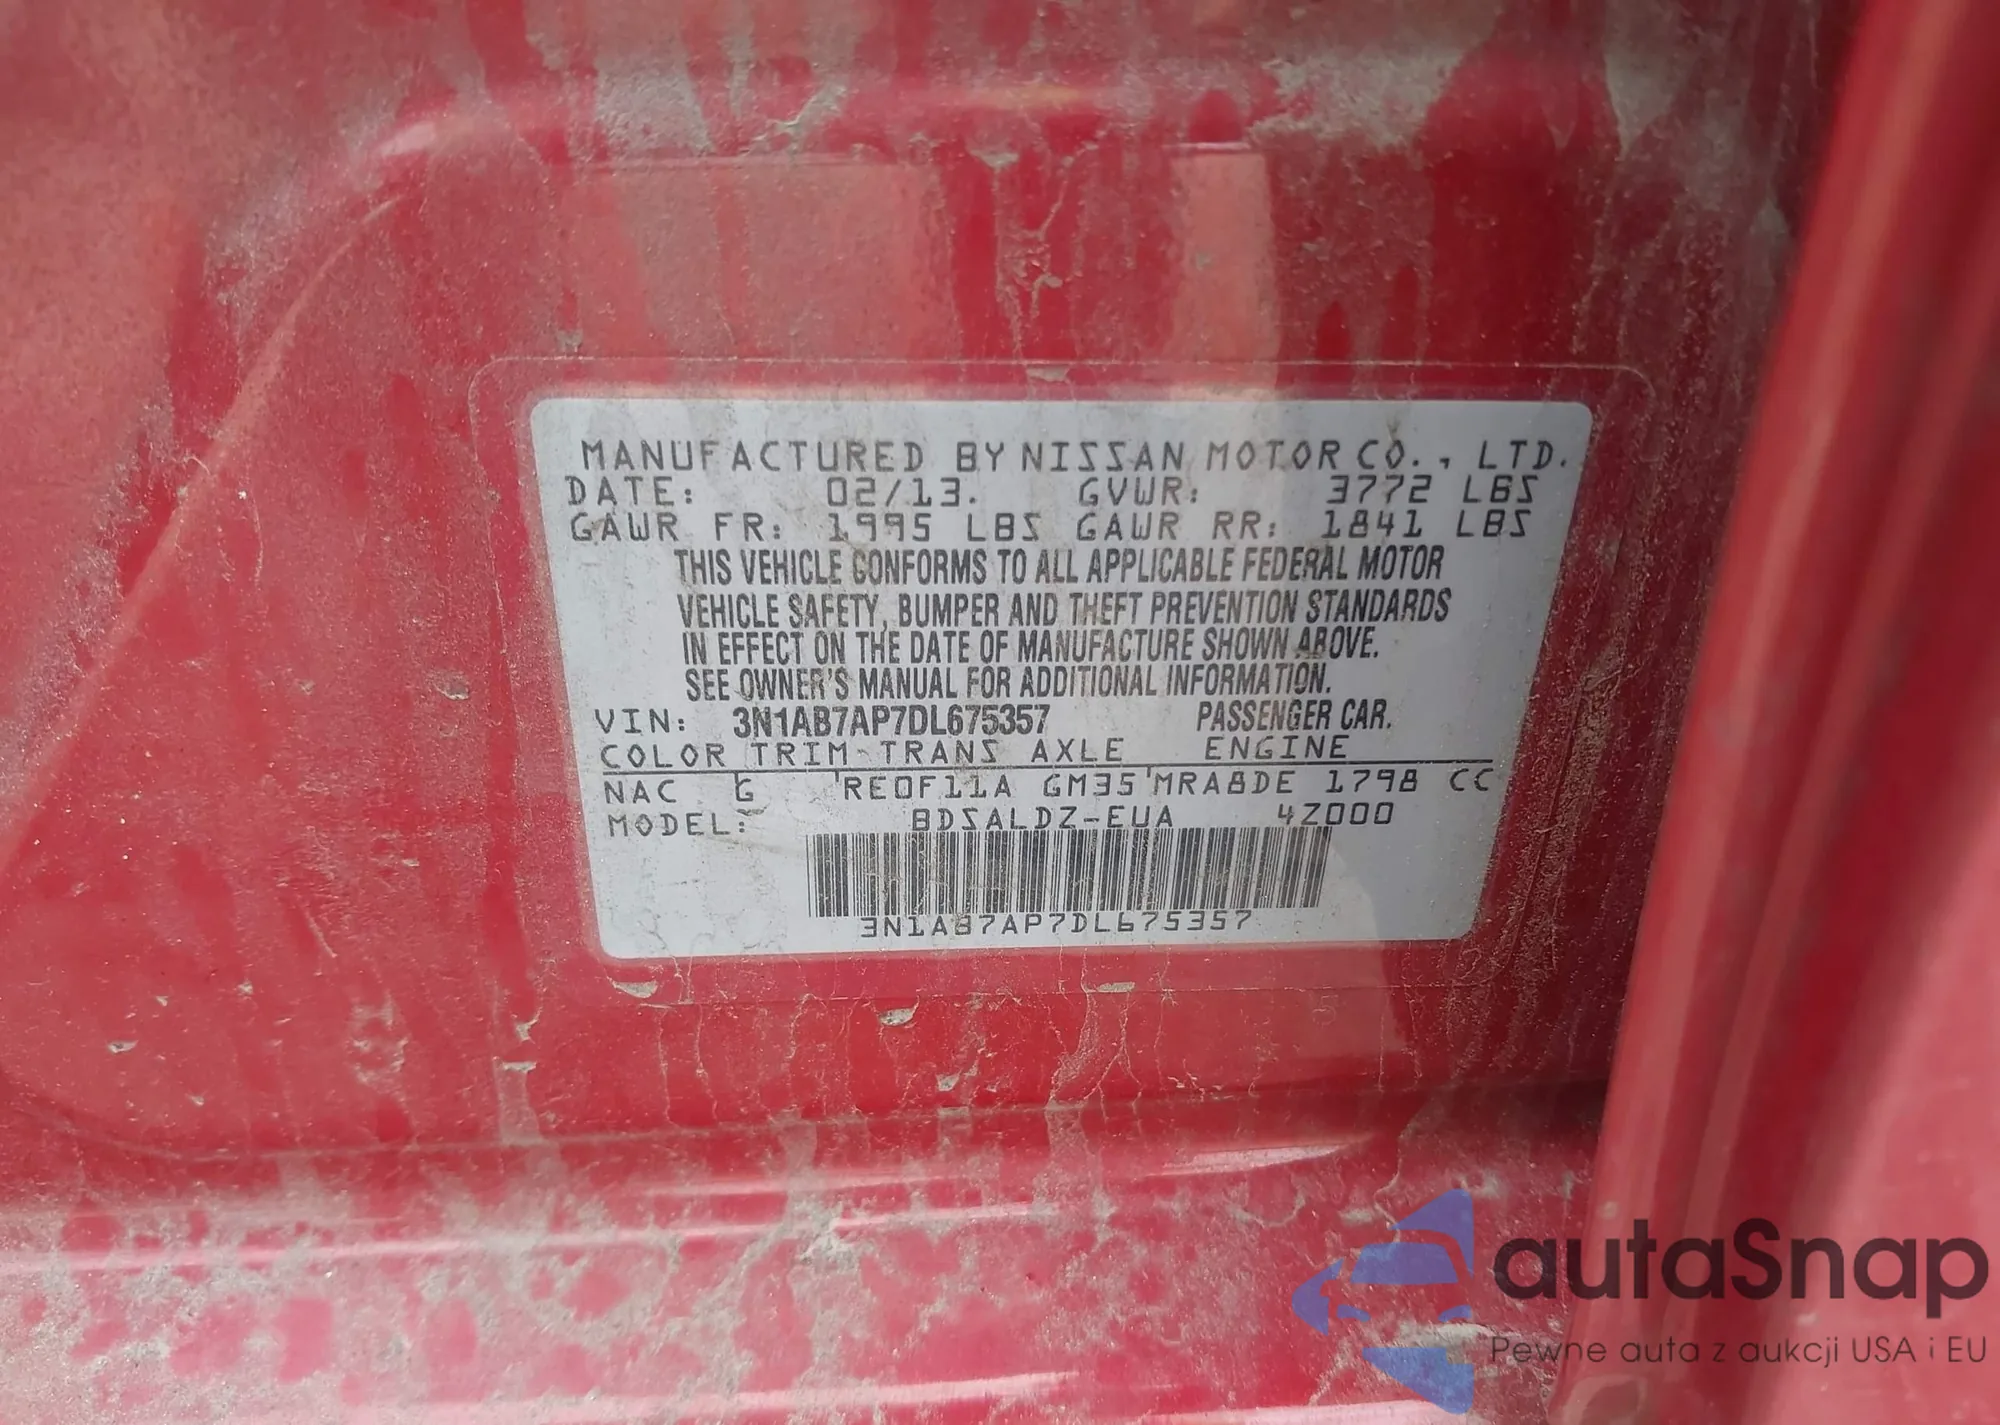 MANUFACTURED BY NISSAN MOTOR CO., LTD.
DATE: 02/13. GVWR: 3772 LBS
GAWR FR: 1995 LBS GAWR RR: 1841 LBS
THIS VEHICLE CONFORMS TO ALL APPLICABLE FEDERAL MOTOR
VEHICLE SAFETY, BUMPER AND THEFT PREVENTION STANDARDS
IN EFFECT ON THE DATE OF MANUFACTURE SHOWN ABOVE.
SEE OWNER'S MANUAL FOR ADDITIONAL INFORMATION.
VIN: 3N1AB7AP7DL675357 PASSENGER CAR.
COLOR TRIM TRANS AXLE ENGINE
NAC G RE0F11A GM35 MRA8DE 1798 CC
MODEL: BDSALDZ-EUA 4Z000
3N1AB7AP7DL675357
autaSnap
Pewne auta z aukcji USA i EU